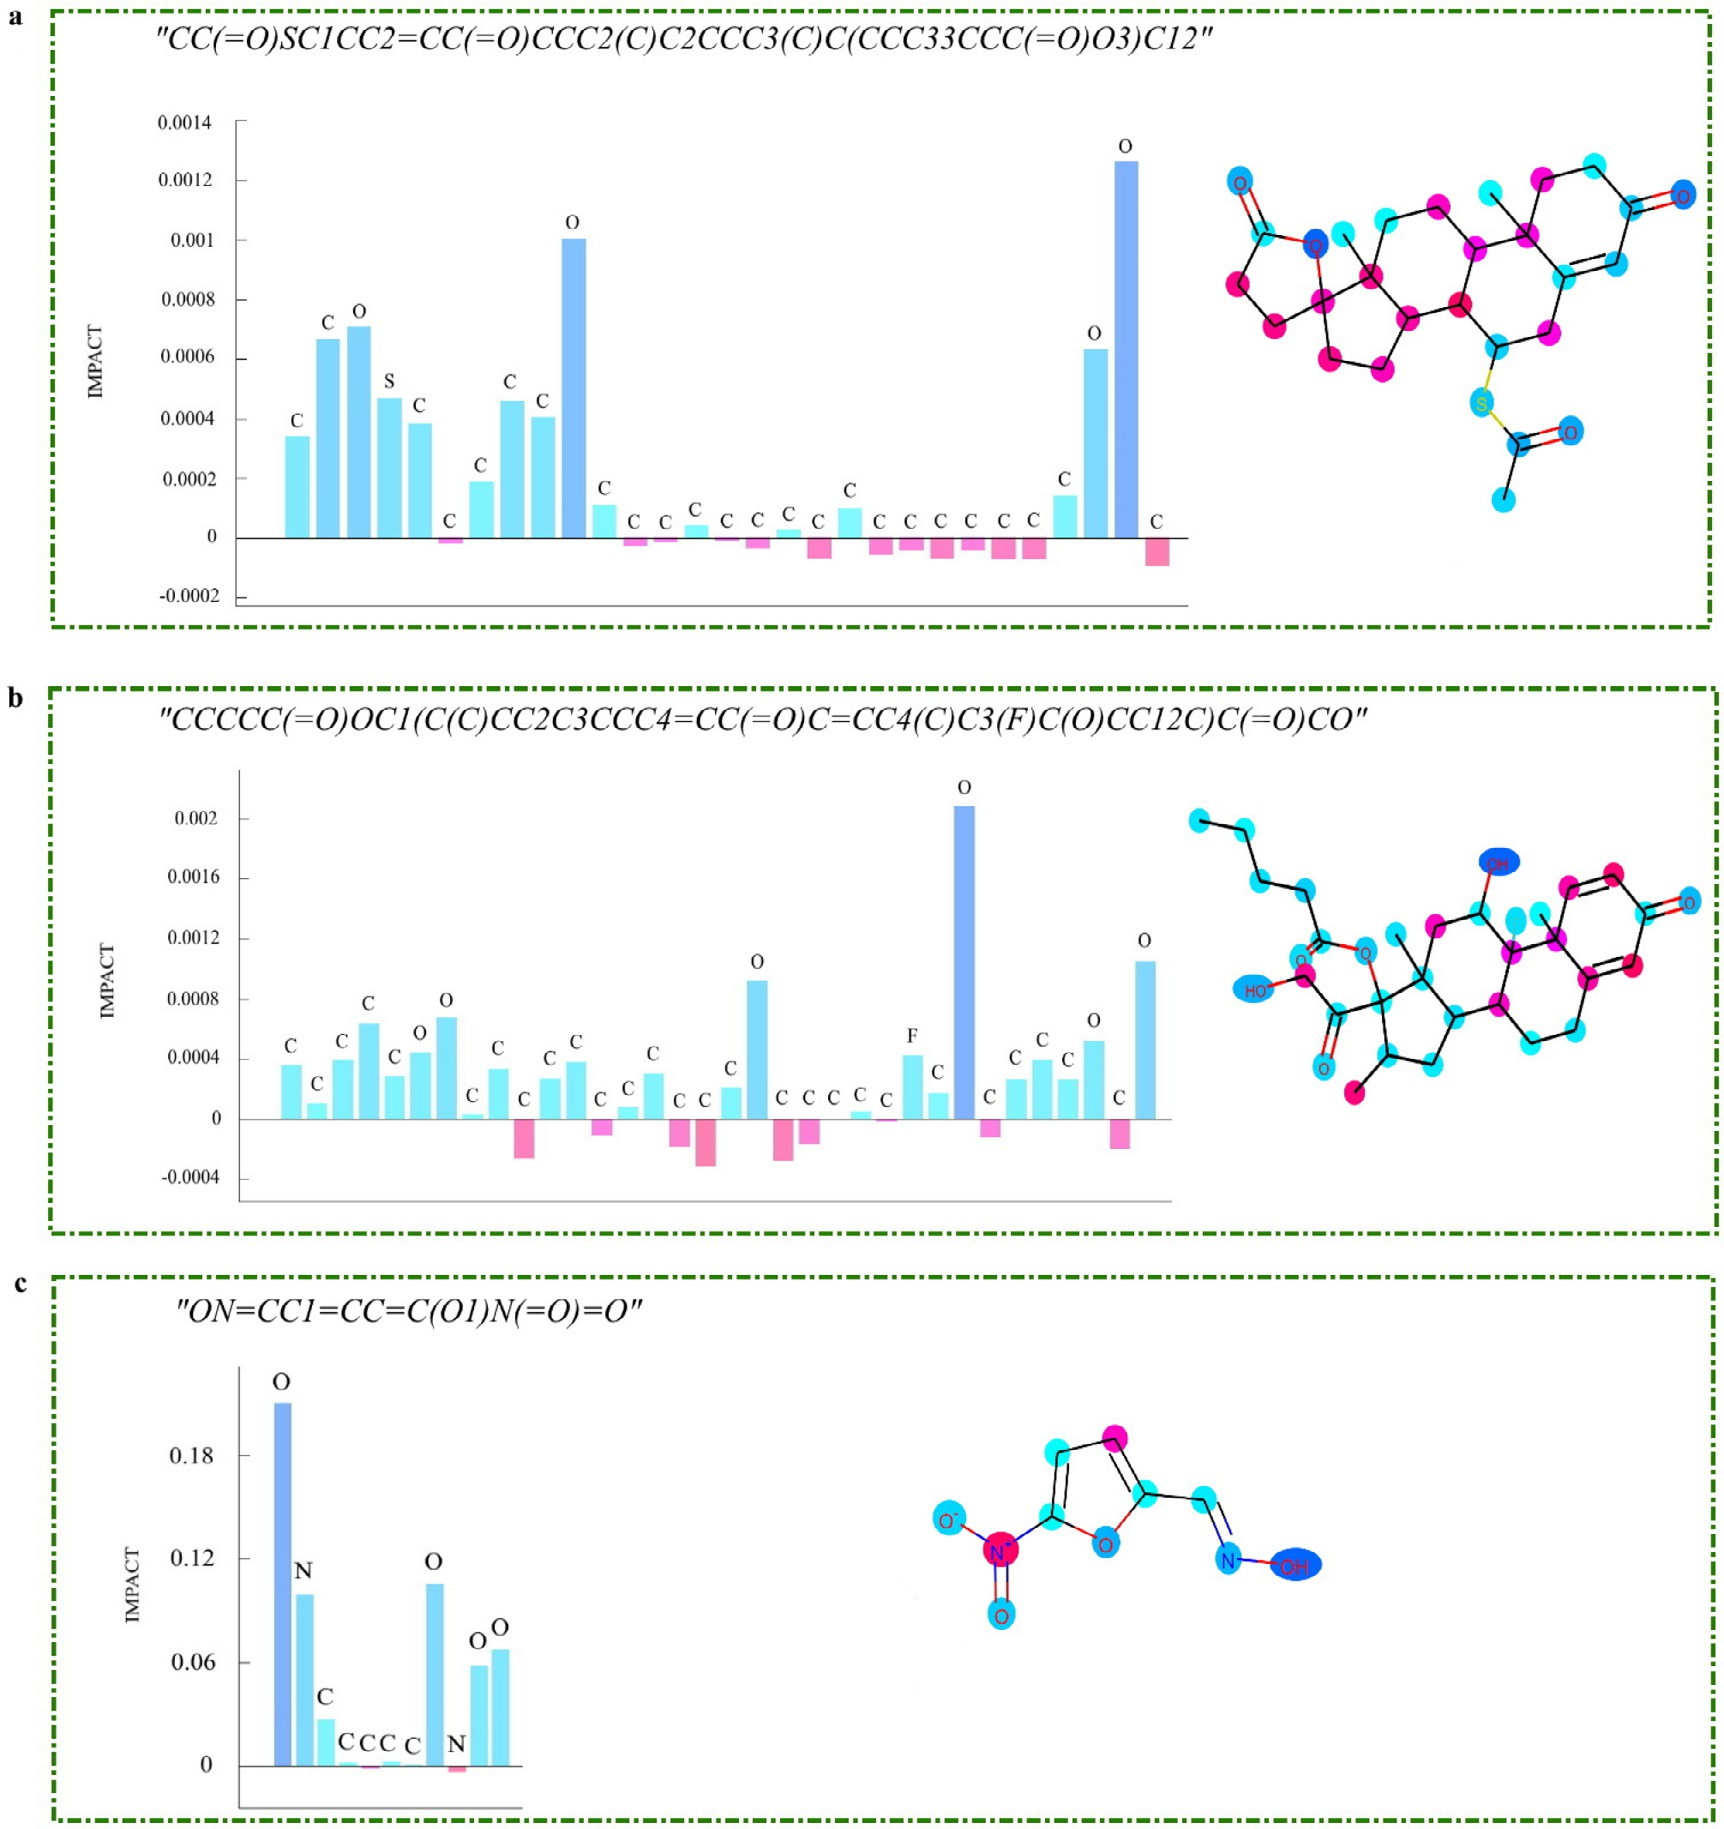 a
"CC(=O)SC1CC2=CC(=O)CCC2(C)C2CCC3(C)C(CCC33CCC(=O)O3)C12"
IMPACT
0.0014
0.0012
0.001
0.0008
0.0006
0.0004
0.0002
0
-0.0002
C C O S C C C C C O C C C C C C C C C C C C C C C C O O C
O O O S O
b
"CCCCC(=O)OC1(C(C)CC2C3CCC4=CC(=O)C=CC4(C)C3(F)C(O)CC12C)C(=O)CO"
IMPACT
0.002
0.0016
0.0012
0.0008
0.0004
0
-0.0004
C C C C C O O C C C C C C C C C C C O C C C C C F C O C C C C O C O
OH O O O HO O
c
"ON=CC1=CC=C(O1)N(=O)=O"
IMPACT
0.18
0.12
0.06
0
O N C C C C C O N O O
O- N+ O O N OH